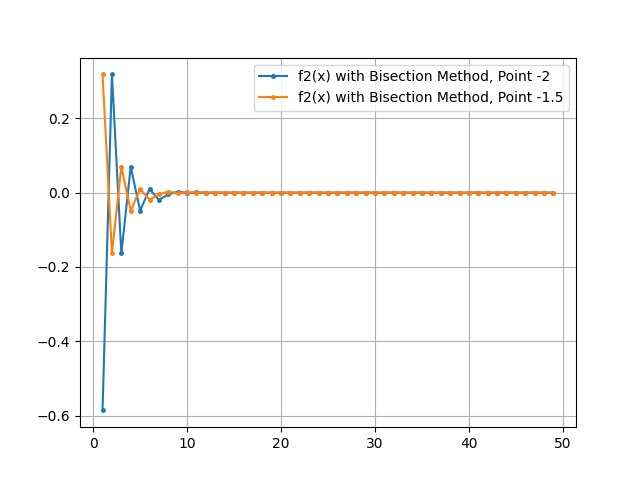 f2(x) with Bisection Method, Point -2
f2(x) with Bisection Method, Point -1.5
0.2
0.0
−0.2
−0.4
−0.6
0 10 20 30 40 50